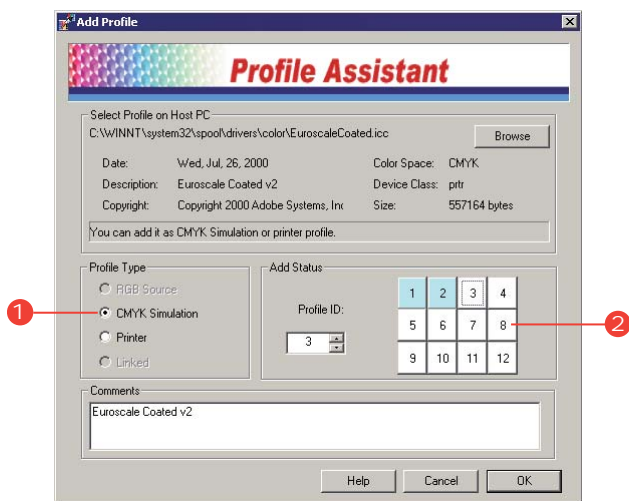 Add Profile
Profile Assistant
Select Profile on Host PC
C:\WINNT\system32\spool\drivers\color\EuroscaleCoated.icc
Browse
Date: Wed, Jul, 26, 2000 Color Space: CMYK
Description: Euroscale Coated v2 Device Class: prtr
Copyright: Copyright 2000 Adobe Systems, Inc Size: 557164 bytes
You can add it as CMYK Simulation or printer profile.
Profile Type
RGB Source
1
CMYK Simulation
Printer
Linked
Add Status
Profile ID:
3
1 2 3 4
5 6 7 8
9 10 11 12
2
Comments
Euroscale Coated v2
Help Cancel OK